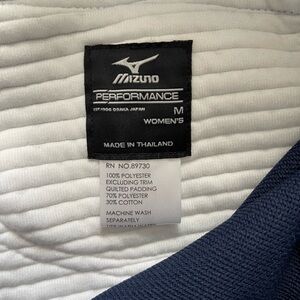 Mizuno
PERFORMANCE
EST.1906 OSAKA JAPAN
M
WOMEN'S
MADE IN THAILAND
RN NO.89730
100% POLYESTER
EXCLUDING TRIM
QUILTED PADDING
70% POLYESTER
30% COTTON
MACHINE WASH
SEPARATELY